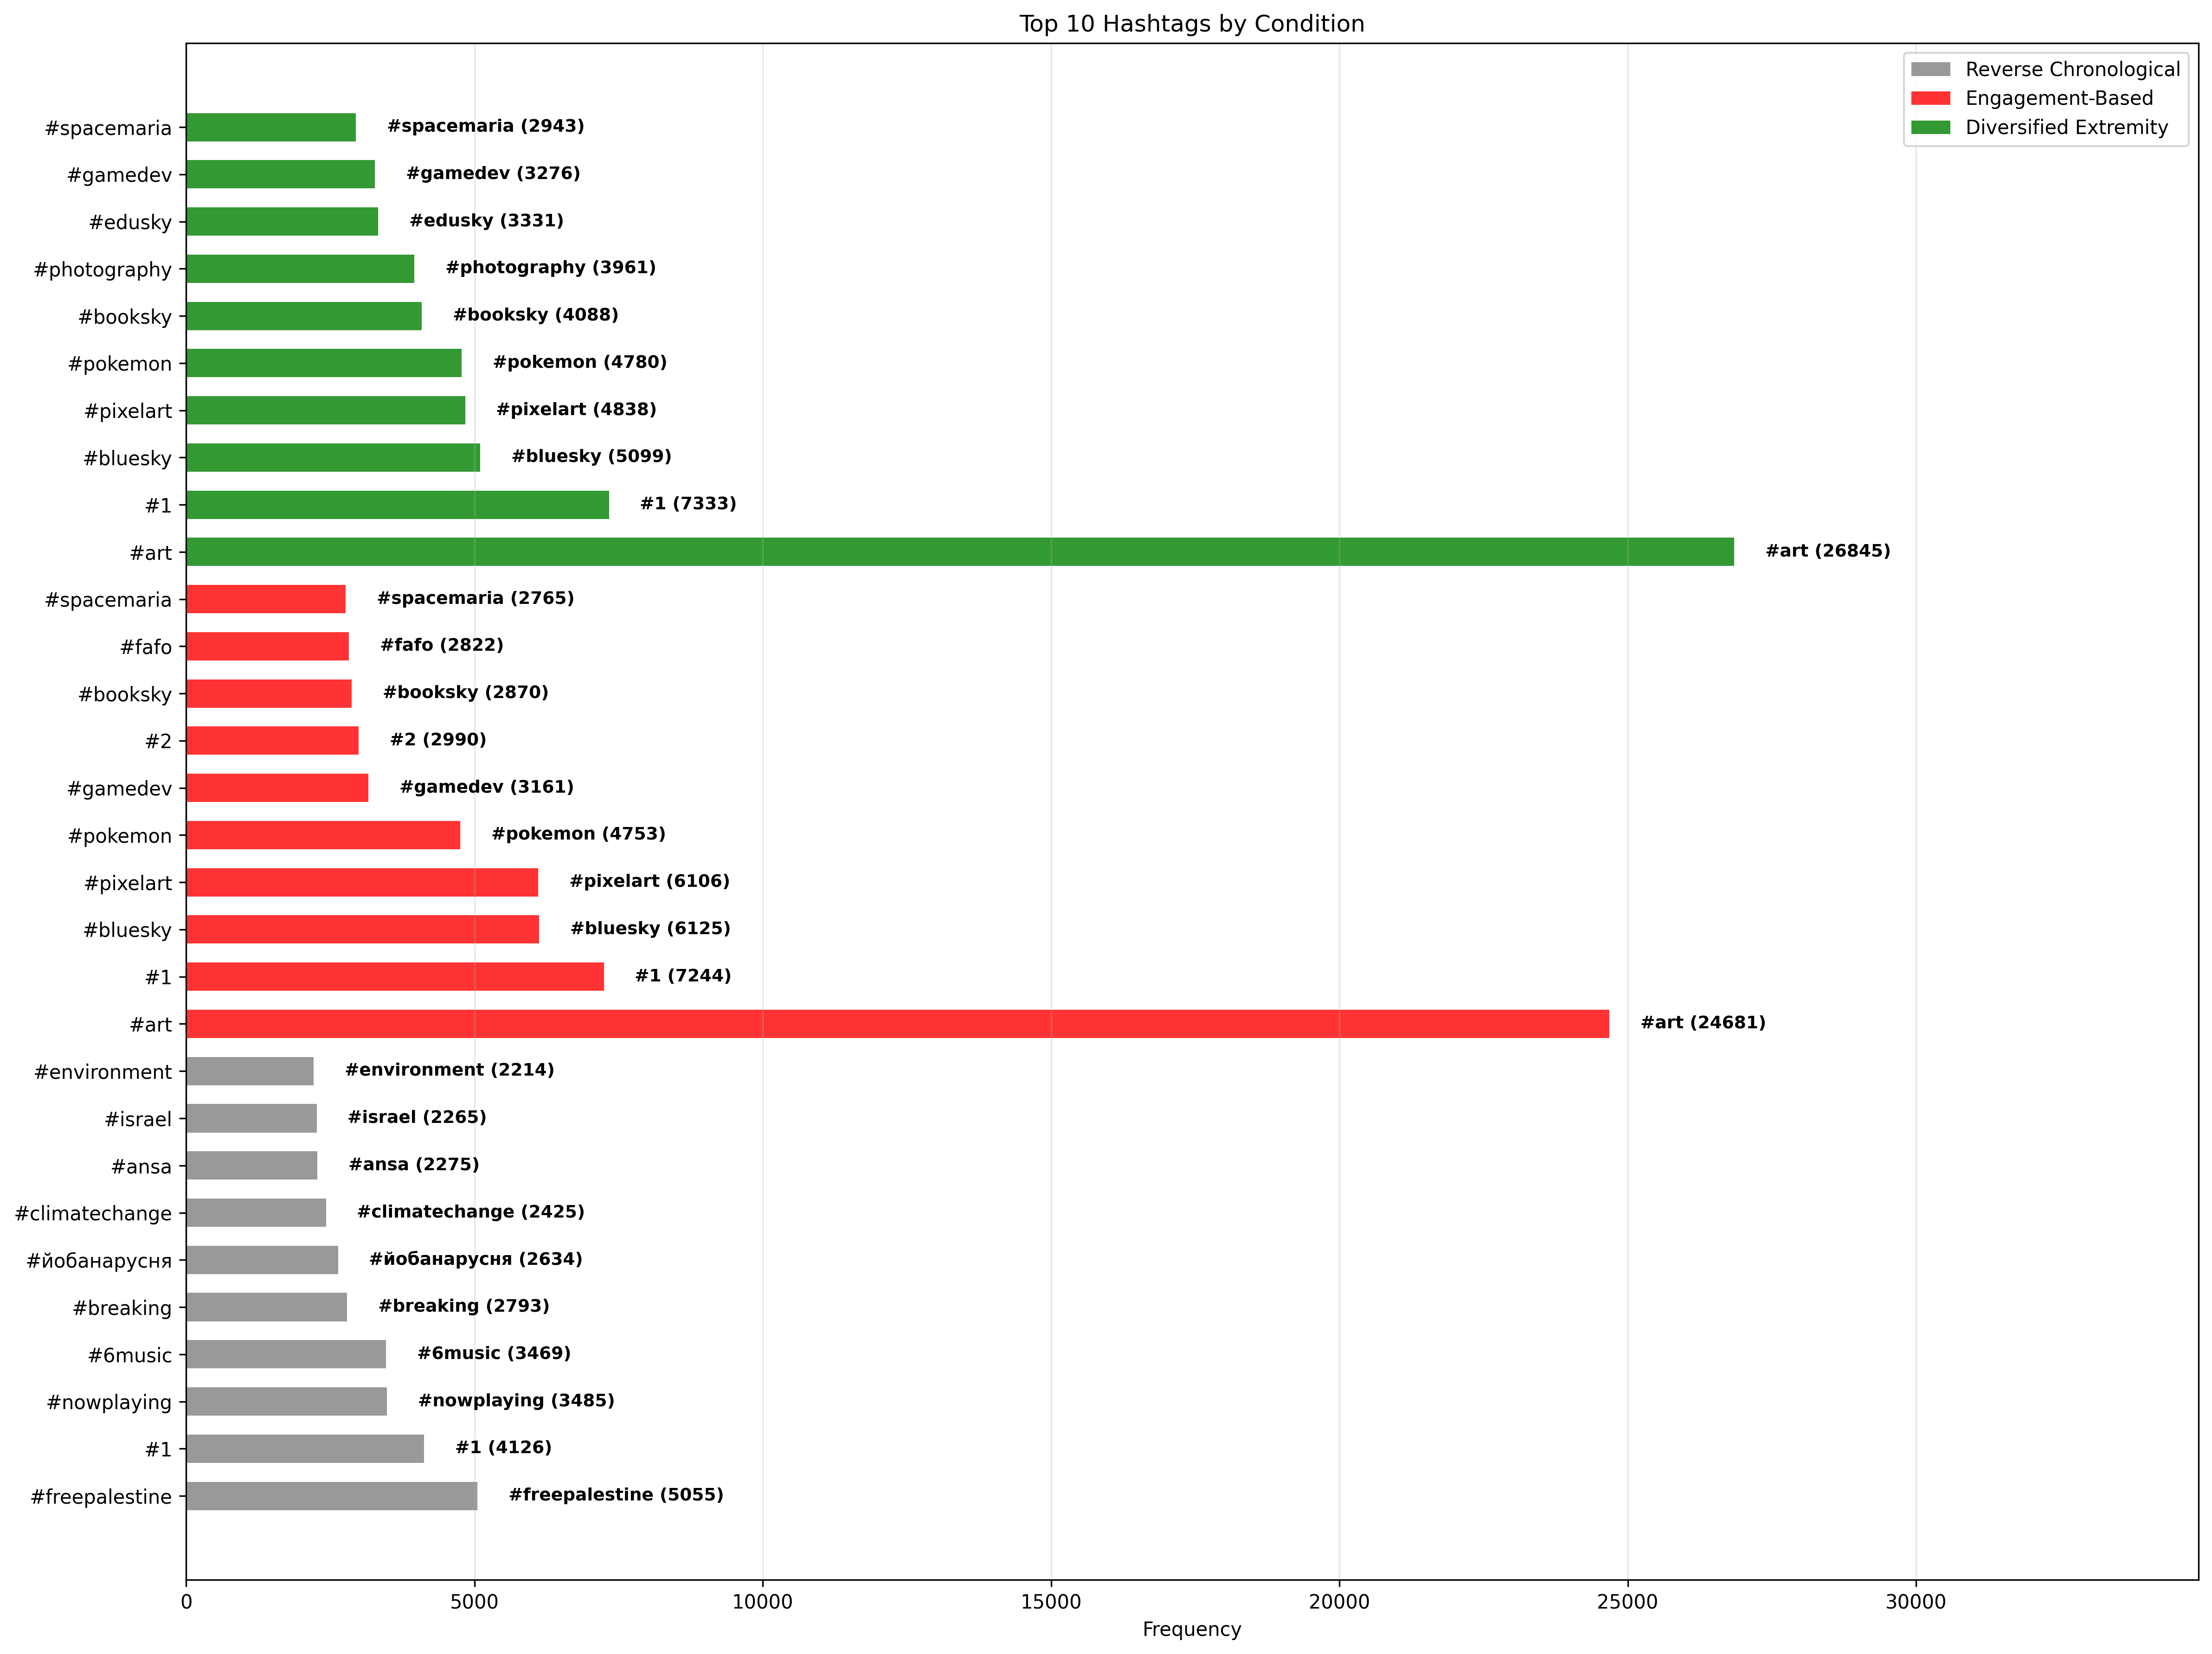 Top 10 Hashtags by Condition
Reverse Chronological
Engagement-Based
Diversified Extremity
#spacemaria #spacemaria (2943)
#gamedev #gamedev (3276)
#edusky #edusky (3331)
#photography #photography (3961)
#booksky #booksky (4088)
#pokemon #pokemon (4780)
#pixelart #pixelart (4838)
#bluesky #bluesky (5099)
#1 #1 (7333)
#art #art (26845)
#spacemaria #spacemaria (2765)
#fafo #fafo (2822)
#booksky #booksky (2870)
#2 #2 (2990)
#gamedev #gamedev (3161)
#pokemon #pokemon (4753)
#pixelart #pixelart (6106)
#bluesky #bluesky (6125)
#1 #1 (7244)
#art #art (24681)
#environment #environment (2214)
#israel #israel (2265)
#ansa #ansa (2275)
#climatechange #climatechange (2425)
#йобанарусня #йобанарусня (2634)
#breaking #breaking (2793)
#6music #6music (3469)
#nowplaying #nowplaying (3485)
#1 #1 (4126)
#freepalestine #freepalestine (5055)
0 5000 10000 15000 20000 25000 30000
Frequency